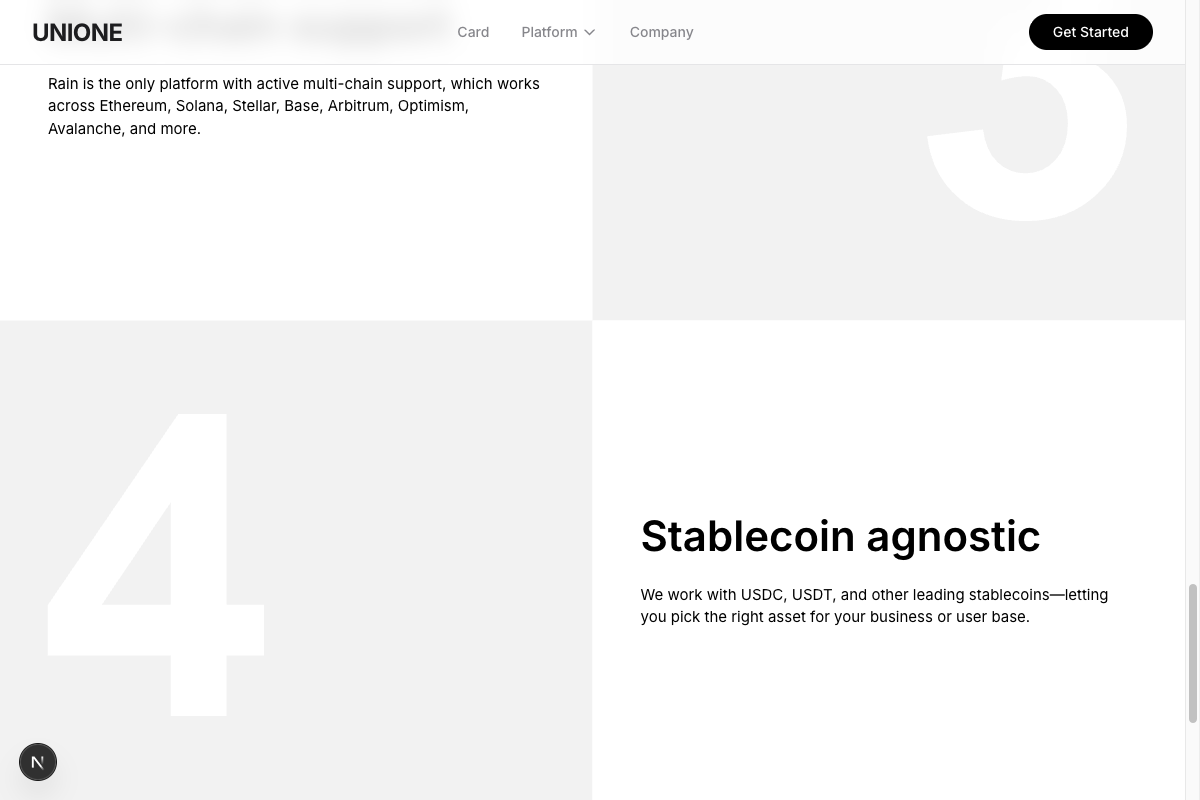 UNIONE
Card
Platform
Company
Get Started
Rain is the only platform with active multi-chain support, which works
across Ethereum, Solana, Stellar, Base, Arbitrum, Optimism,
Avalanche, and more.
3
4
Stablecoin agnostic
We work with USDC, USDT, and other leading stablecoins—letting
you pick the right asset for your business or user base.
N